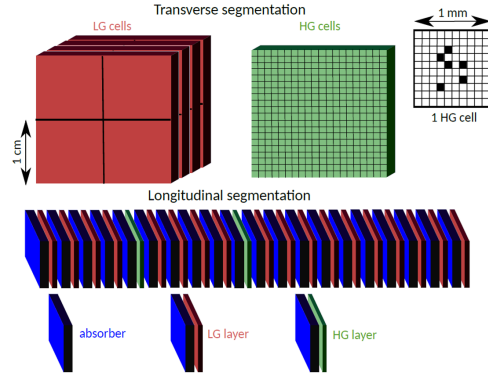 Transverse segmentation
LG cells
HG cells
1 mm
1 HG cell
1 cm
Longitudinal segmentation
absorber
LG layer
HG layer